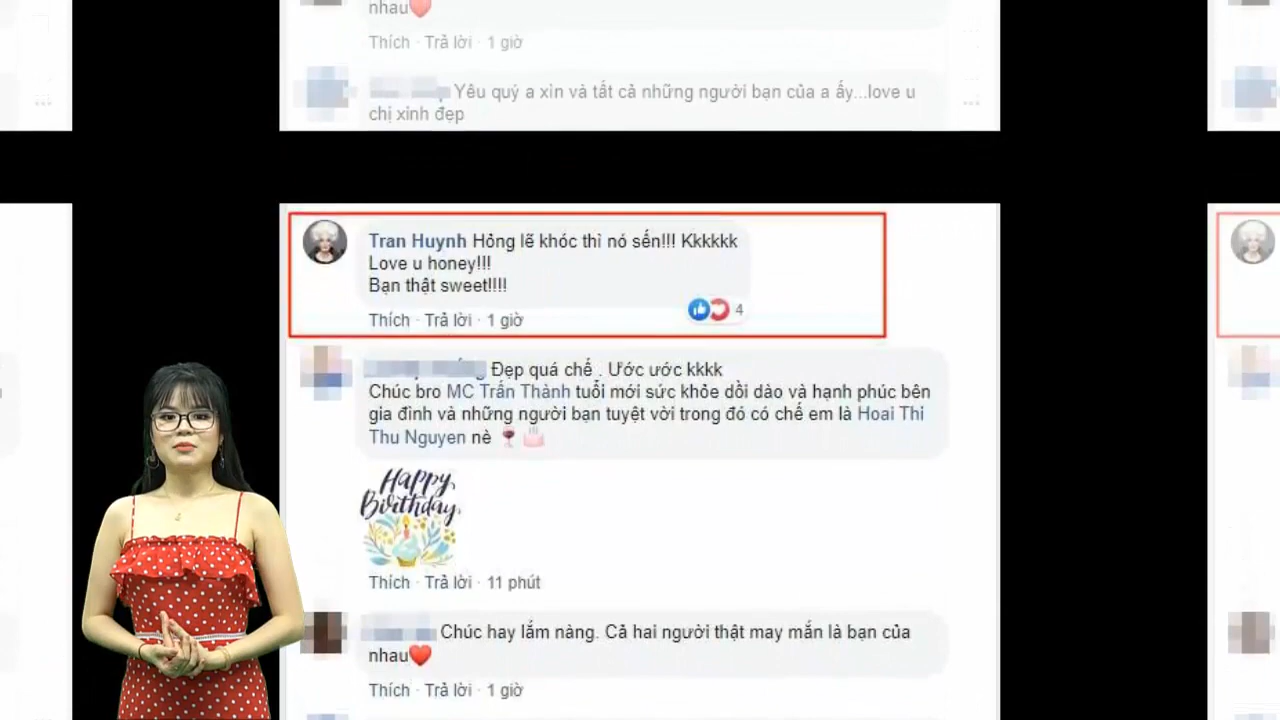 nhau
Thích · Trả lời · 1 giờ
Yêu quý a xìn và tất cả những người bạn của a ấy...love u
chị xinh đẹp
Tran Huynh Hỏng lẽ khóc thì nó sến!!! Kkkkkk
Love u honey!!!
Bạn thật sweet!!!!
4
Thích · Trả lời · 1 giờ
Đẹp quá chế . Ước ước kkkk
Chúc bro MC Trấn Thành tuổi mới sức khỏe dồi dào và hạnh phúc bên
gia đình và những người bạn tuyệt vời trong đó có chế em là Hoai Thi
Thu Nguyen nè
Happy
Birthday
Thích · Trả lời · 11 phút
Chúc hay lắm nàng. Cả hai người thật may mắn là bạn của
nhau
Thích · Trả lời · 1 giờ